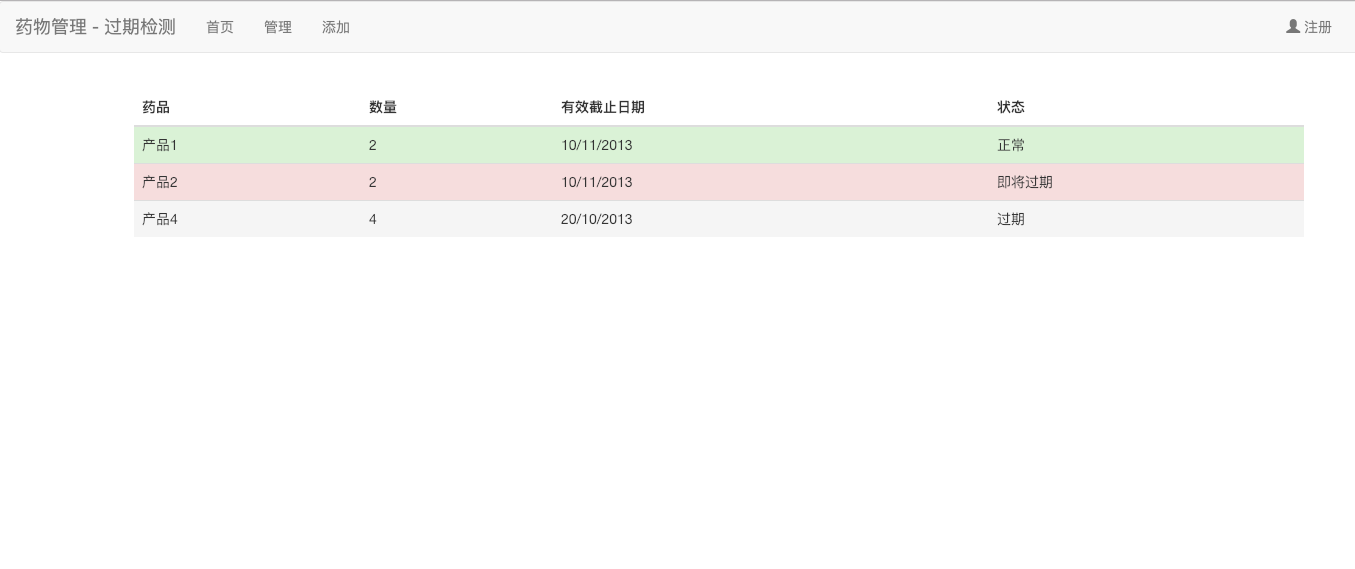 药物管理 - 过期检测 首页 管理 添加 注册
药品 数量 有效截止日期 状态
产品1 2 10/11/2013 正常
产品2 2 10/11/2013 即将过期
产品4 4 20/10/2013 过期